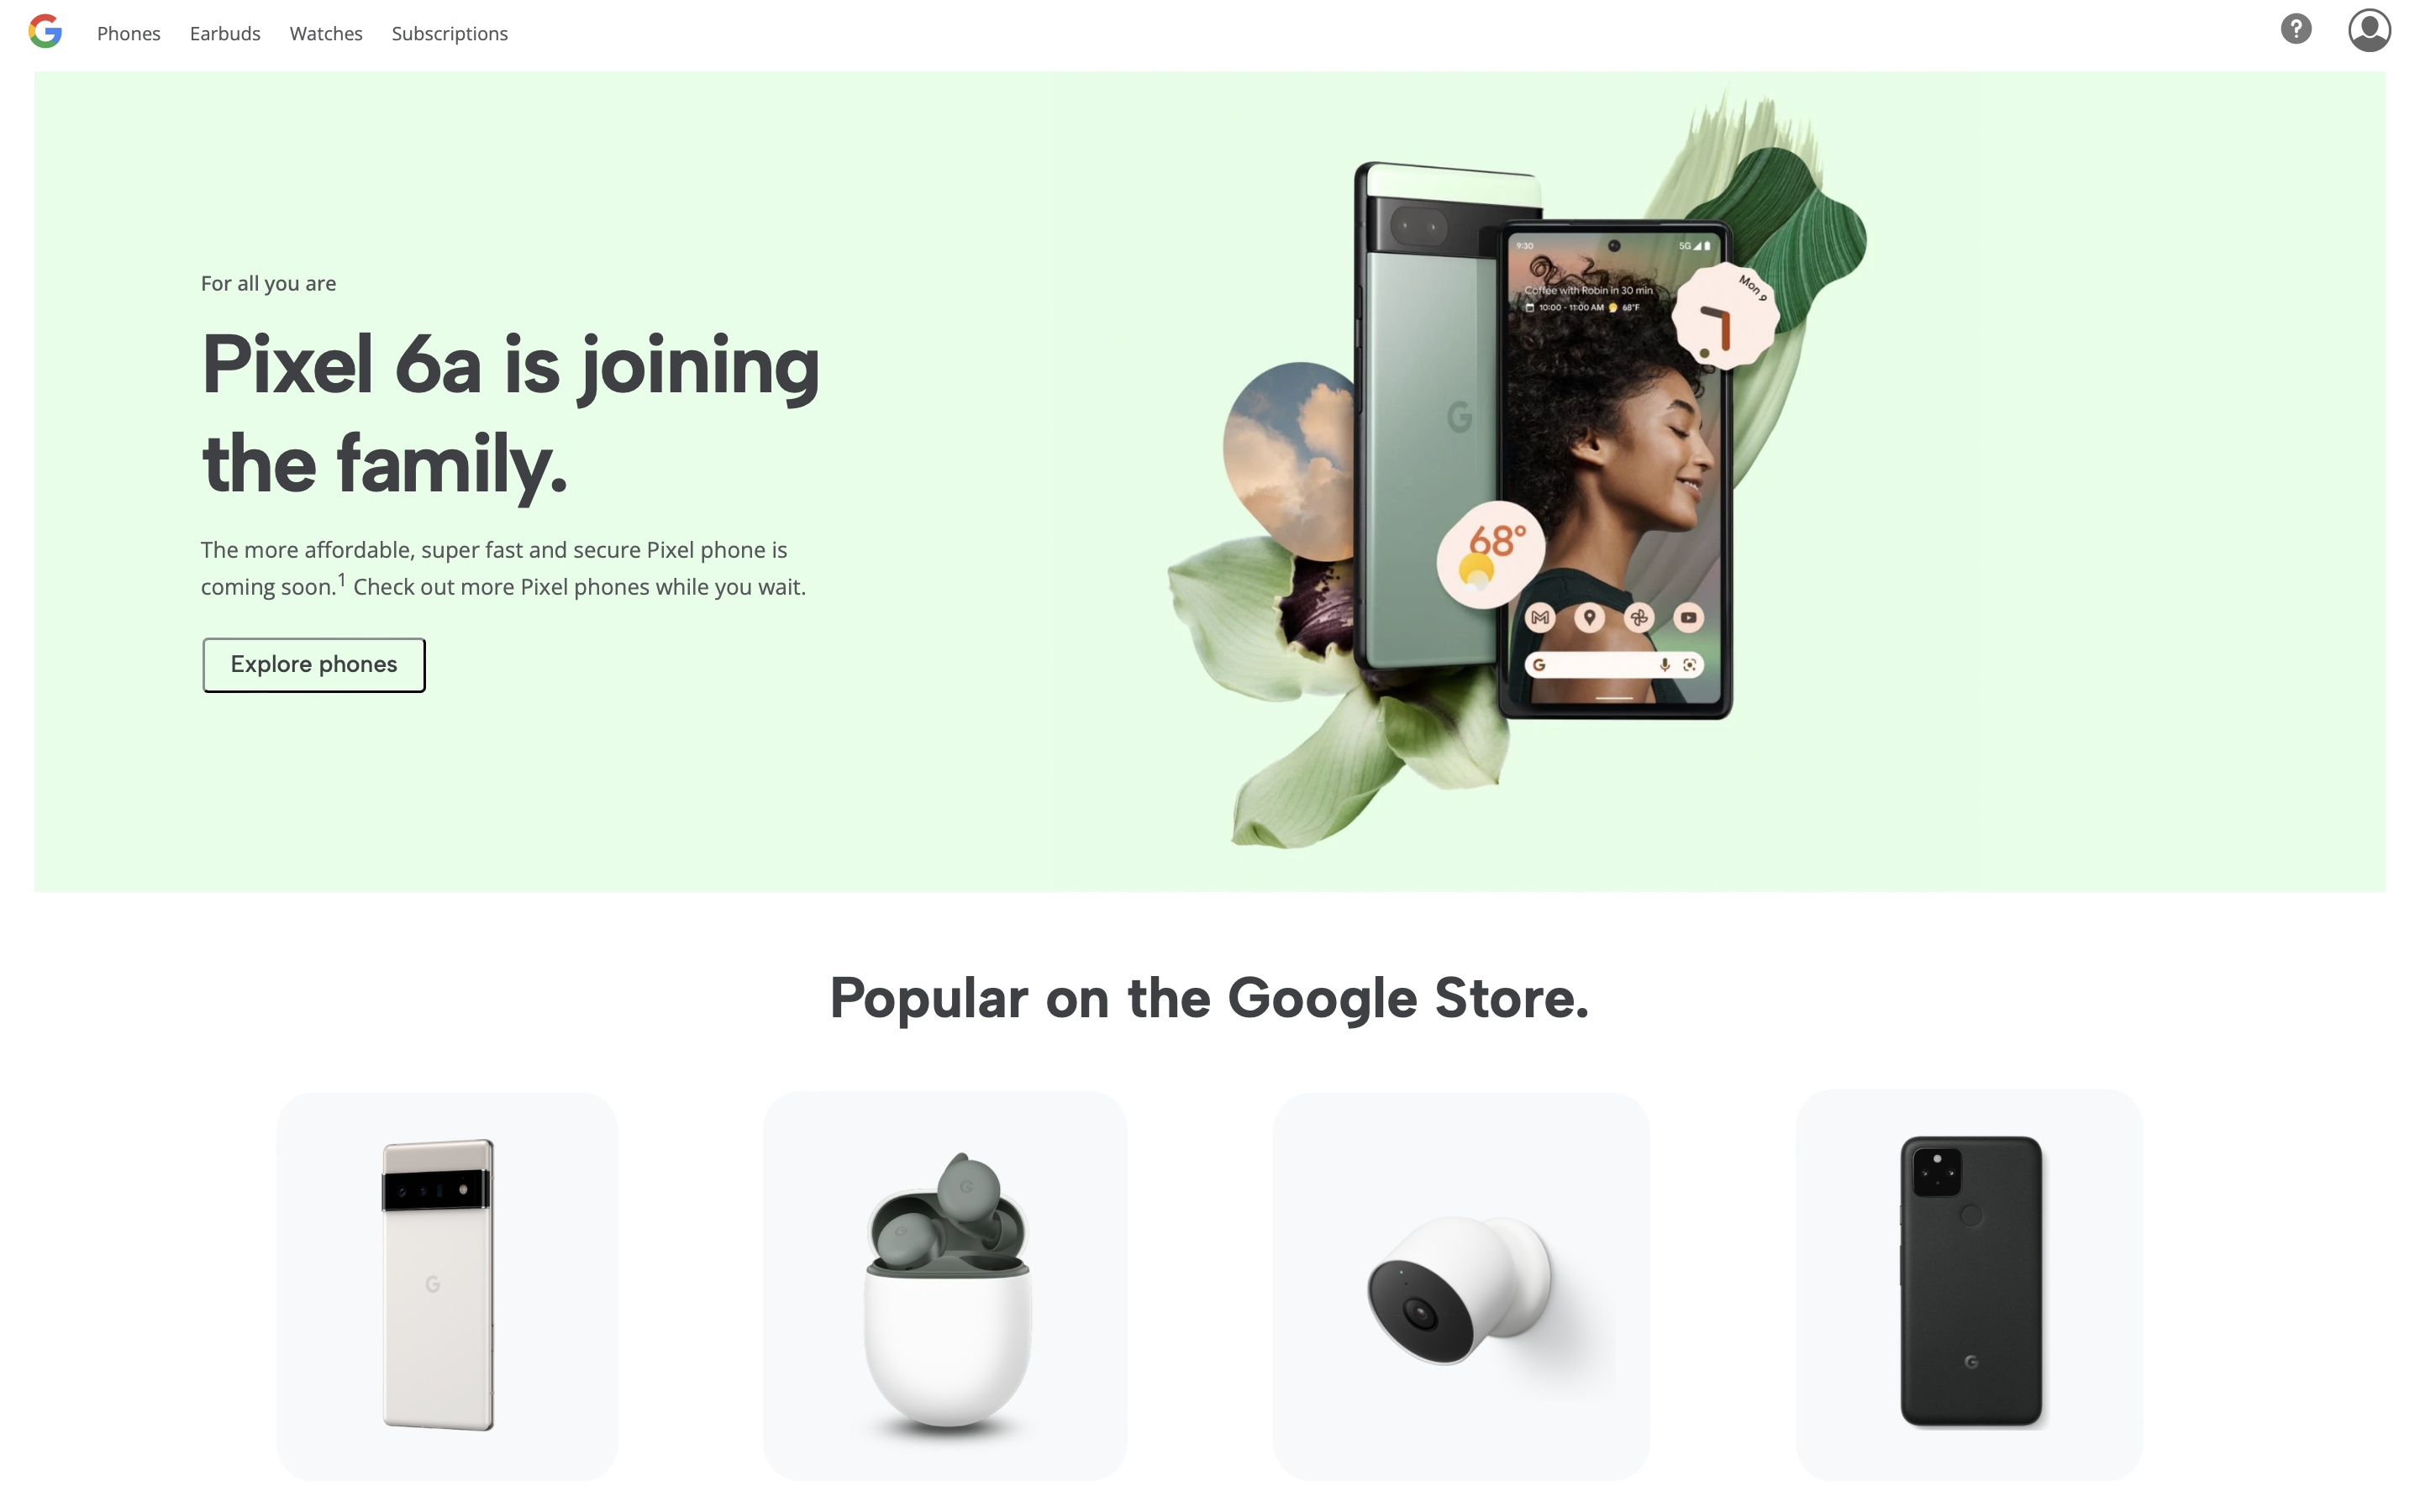 Phones Earbuds Watches Subscriptions
For all you are
Pixel 6a is joining
the family.
The more affordable, super fast and secure Pixel phone is
coming soon.1 Check out more Pixel phones while you wait.
Explore phones
9:30 5G
Coffee with Robin in 30 min
10:00 - 11:00 AM 68°F
Mon 9
68°
Popular on the Google Store.